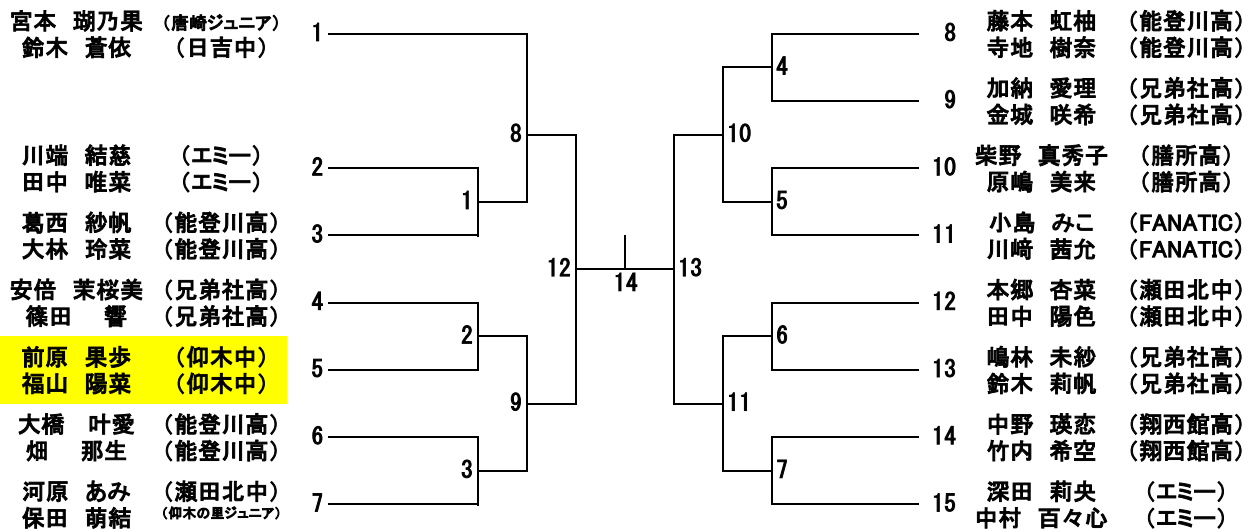 宮本 瑚乃果 (唐崎ジュニア)
鈴木 蒼依 (日吉中)
1
川端 結慈 (エミー)
田中 唯菜 (エミー)
2
葛西 紗帆 (能登川高)
大林 玲菜 (能登川高)
3
安倍 茉桜美 (兄弟社高)
篠田 響 (兄弟社高)
4
前原 果歩 (仰木中)
福山 陽菜 (仰木中)
5
大橋 叶愛 (能登川高)
畑 那生 (能登川高)
6
河原 あみ (瀬田北中)
保田 萌結 (仰木の里ジュニア)
7
8
1
2
9
3
12
14
13
10
4
5
11
6
7
8
藤本 虹柚 (能登川高)
寺地 樹奈 (能登川高)
9
加納 愛理 (兄弟社高)
金城 咲希 (兄弟社高)
10
柴野 真秀子 (膳所高)
原嶋 美来 (膳所高)
11
小島 みこ (FANATIC)
川﨑 茜允 (FANATIC)
12
本郷 杏菜 (瀬田北中)
田中 陽色 (瀬田北中)
13
嶋林 未紗 (兄弟社高)
鈴木 莉帆 (兄弟社高)
14
中野 瑛恋 (翔西館高)
竹内 希空 (翔西館高)
15
深田 莉央 (エミー)
中村 百々心 (エミー)